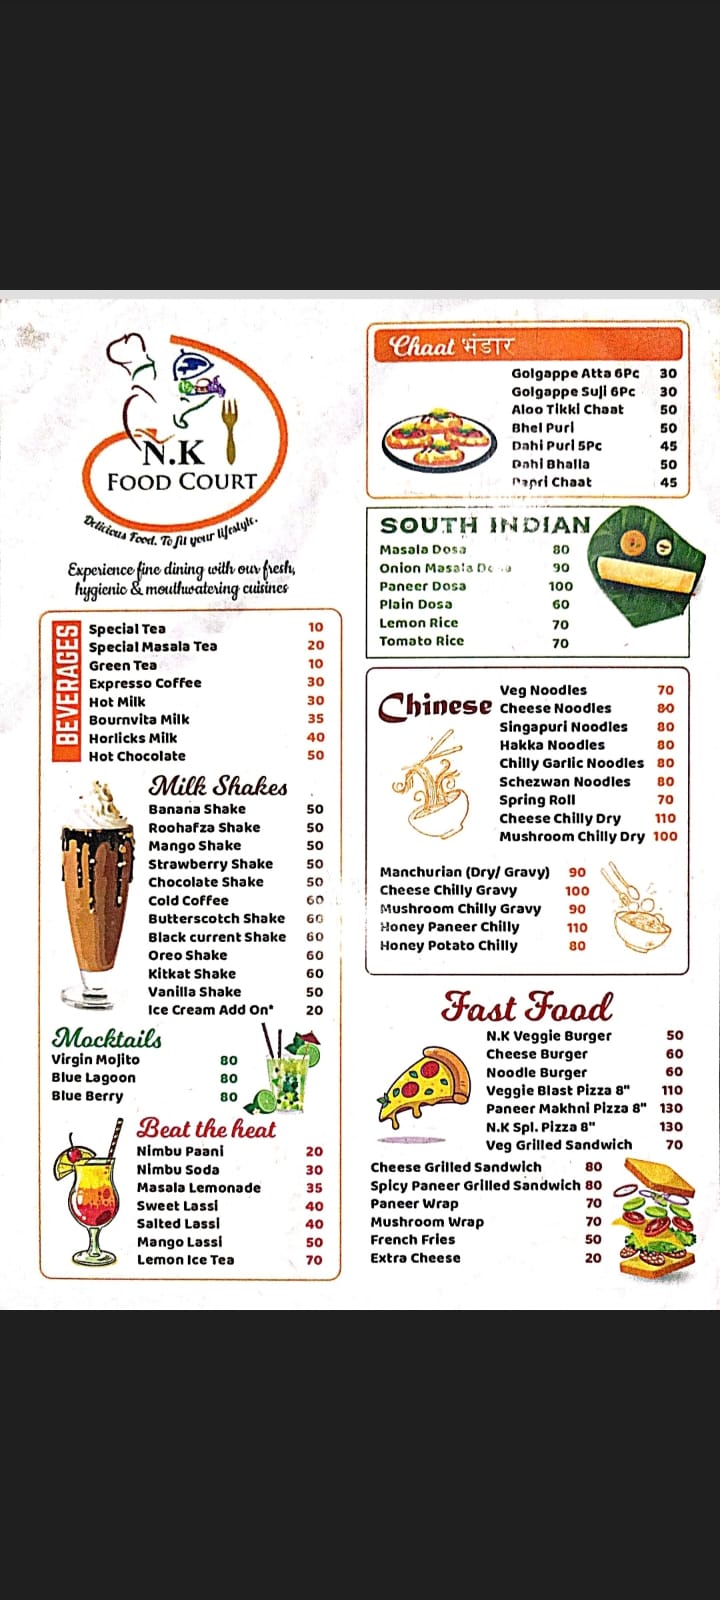 N.K
FOOD COURT
Delicious Food. To fit your lifestyle.
Experience fine dining with our fresh,
hygienic & mouthwatering cuisines
BEVERAGES
Special Tea 10
Special Masala Tea 20
Green Tea 10
Expresso Coffee 30
Hot Milk 30
Bournvita Milk 35
Horlicks Milk 40
Hot Chocolate 50
Milk Shakes
Banana Shake 50
Roohafza Shake 50
Mango Shake 50
Strawberry Shake 50
Chocolate Shake 50
Cold Coffee 60
Butterscotch Shake 60
Black current Shake 60
Oreo Shake 60
Kitkat Shake 60
Vanilla Shake 50
Ice Cream Add On* 20
Mocktails
Virgin Mojito 80
Blue Lagoon 80
Blue Berry 80
Beat the heat
Nimbu Paani 20
Nimbu Soda 30
Masala Lemonade 35
Sweet Lassi 40
Salted Lassi 40
Mango Lassi 50
Lemon Ice Tea 70
Chaat भंडार
Golgappe Atta 6Pc 30
Golgappe Suji 6Pc 30
Aloo Tikki Chaat 50
Bhel Puri 50
Dahi Puri 5Pc 45
Dahi Bhalla 50
Papri Chaat 45
SOUTH INDIAN
Masala Dosa 80
Onion Masala Dosa 90
Paneer Dosa 100
Plain Dosa 60
Lemon Rice 70
Tomato Rice 70
Chinese
Veg Noodles 70
Cheese Noodles 80
Singapuri Noodles 80
Hakka Noodles 80
Chilly Garlic Noodles 80
Schezwan Noodles 80
Spring Roll 70
Cheese Chilly Dry 110
Mushroom Chilly Dry 100
Manchurian (Dry/ Gravy) 90
Cheese Chilly Gravy 100
Mushroom Chilly Gravy 90
Honey Paneer Chilly 110
Honey Potato Chilly 80
Fast Food
N.K Veggie Burger 50
Cheese Burger 60
Noodle Burger 60
Veggie Blast Pizza 8" 110
Paneer Makhni Pizza 8" 130
N.K Spl. Pizza 8" 130
Veg Grilled Sandwich 70
Cheese Grilled Sandwich 80
Spicy Paneer Grilled Sandwich 80
Paneer Wrap 70
Mushroom Wrap 70
French Fries 50
Extra Cheese 20